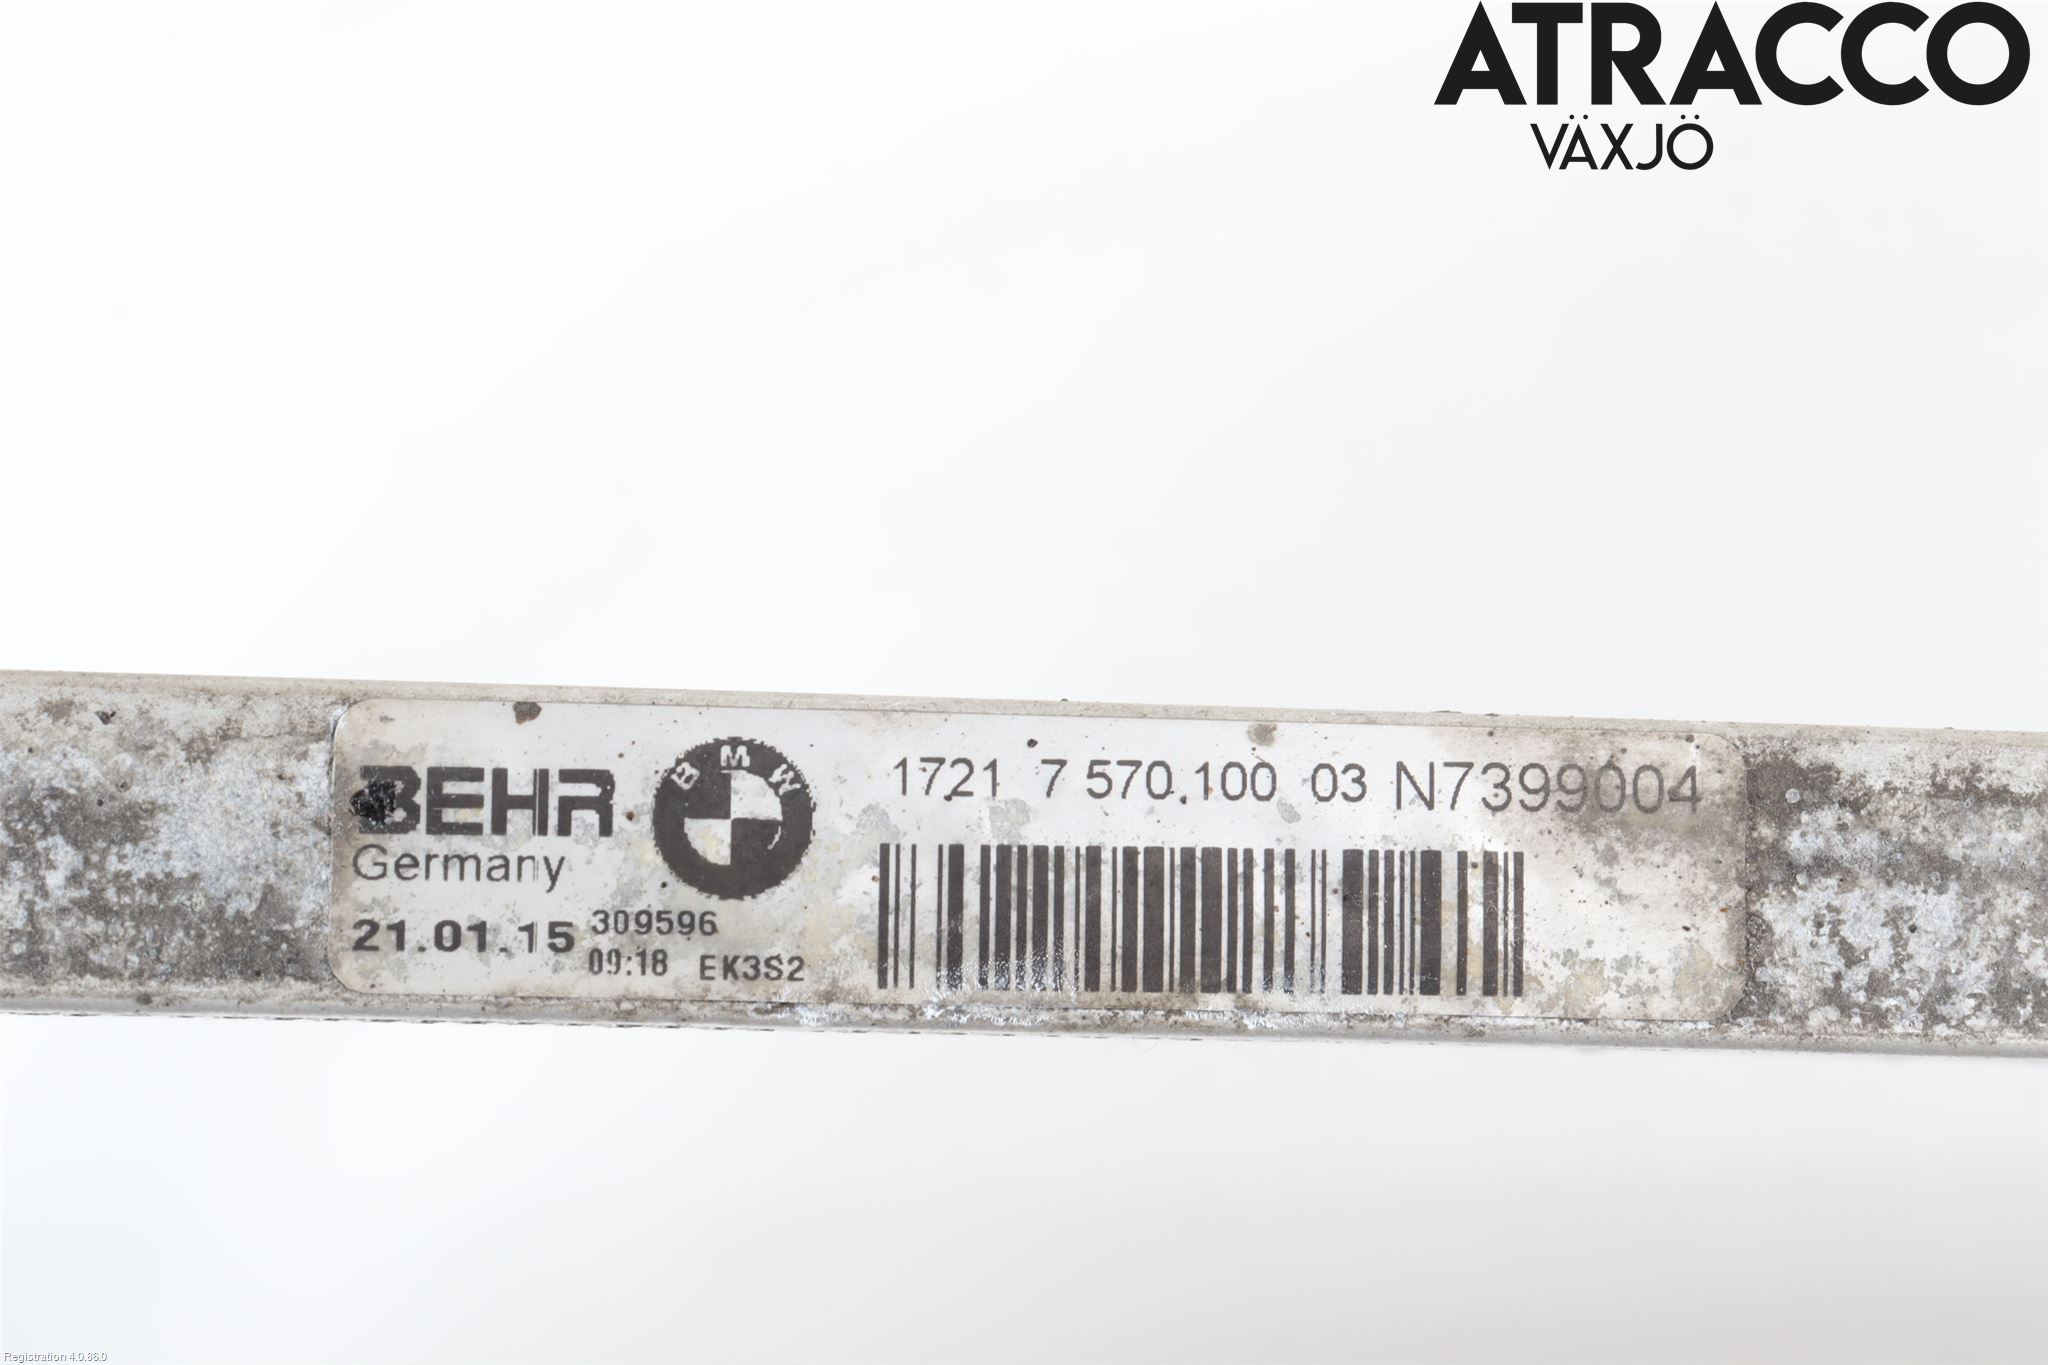 ATRACCO
VÄXJÖ
BEHR
Germany
BMW
1721 7 570.100 03 N7399004
21.01.15 309596
09:18 EK3S2
Registration 4.0.86.0